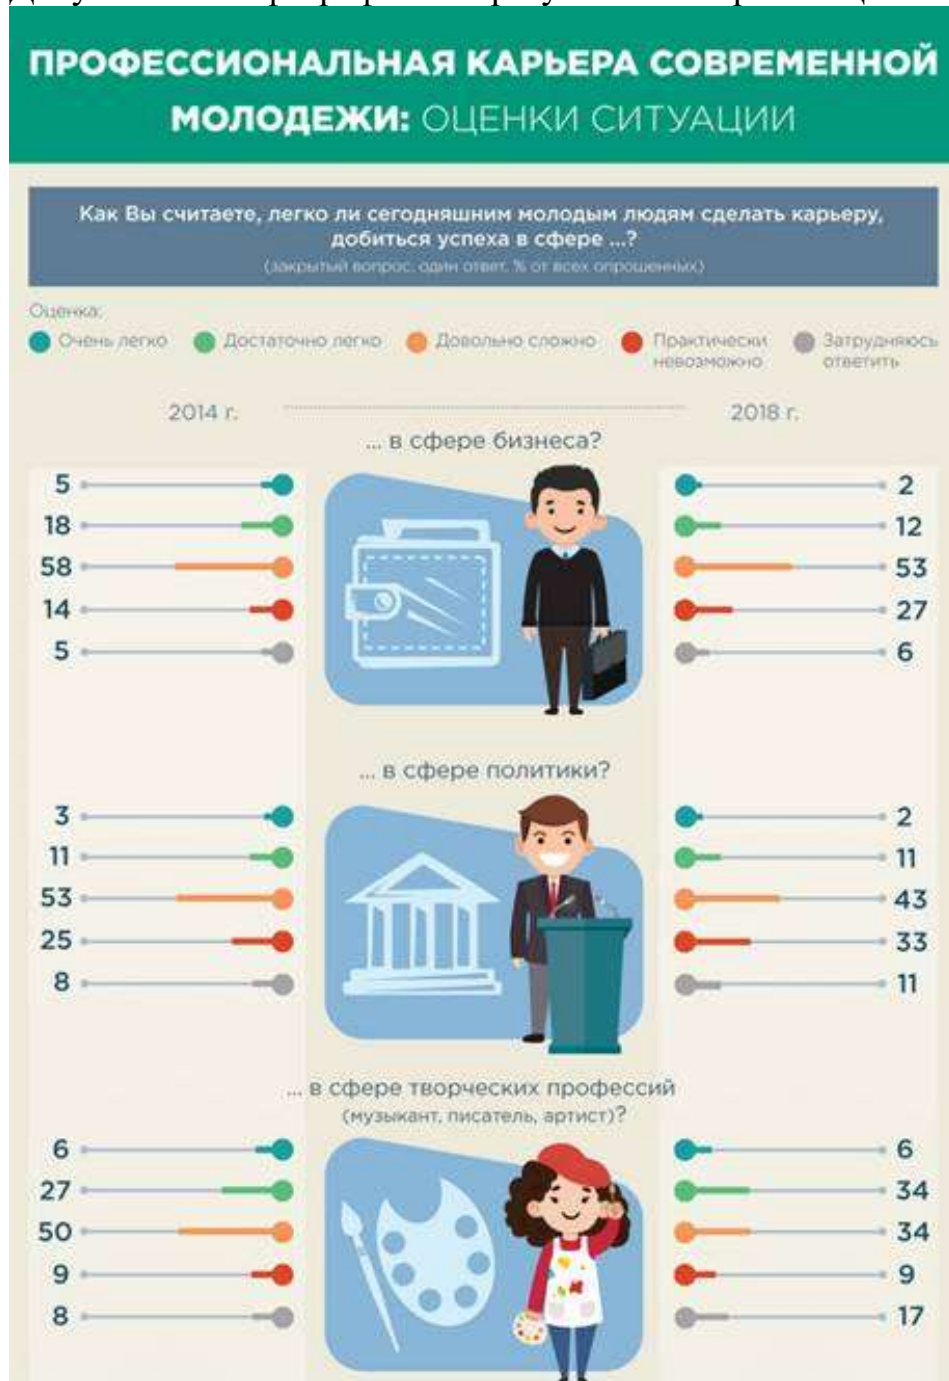 ПРОФЕССИОНАЛЬНАЯ КАРЬЕРА СОВРЕМЕННОЙ
МОЛОДЕЖИ: ОЦЕНКИ СИТУАЦИИ
Как Вы считаете, легко ли сегодняшним молодым людям сделать карьеру,
добиться успеха в сфере ...?
(закрытый вопрос, один ответ, % от всех опрошенных)
Оценка:
Очень легко Достаточно легко Довольно сложно Практически невозможно Затрудняюсь ответить
2014 г. 2018 г.
... в сфере бизнеса?
5 2
18 12
58 53
14 27
5 6
... в сфере политики?
3 2
11 11
53 43
25 33
8 11
... в сфере творческих профессий
(музыкант, писатель, артист)?
6 6
27 34
50 34
9 9
8 17